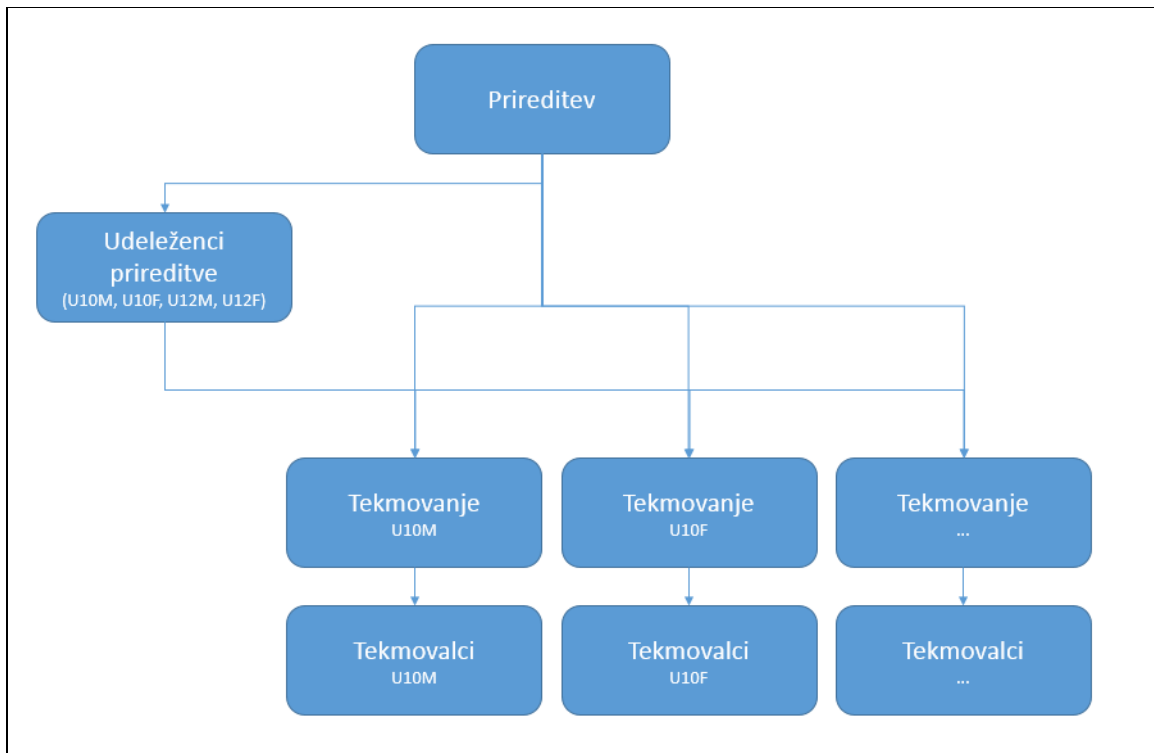 Prireditev
Udeleženci
prireditve
(U10M, U10F, U12M, U12F)
Tekmovanje
U10M
Tekmovanje
U10F
Tekmovanje
...
Tekmovalci
U10M
Tekmovalci
U10F
Tekmovalci
...